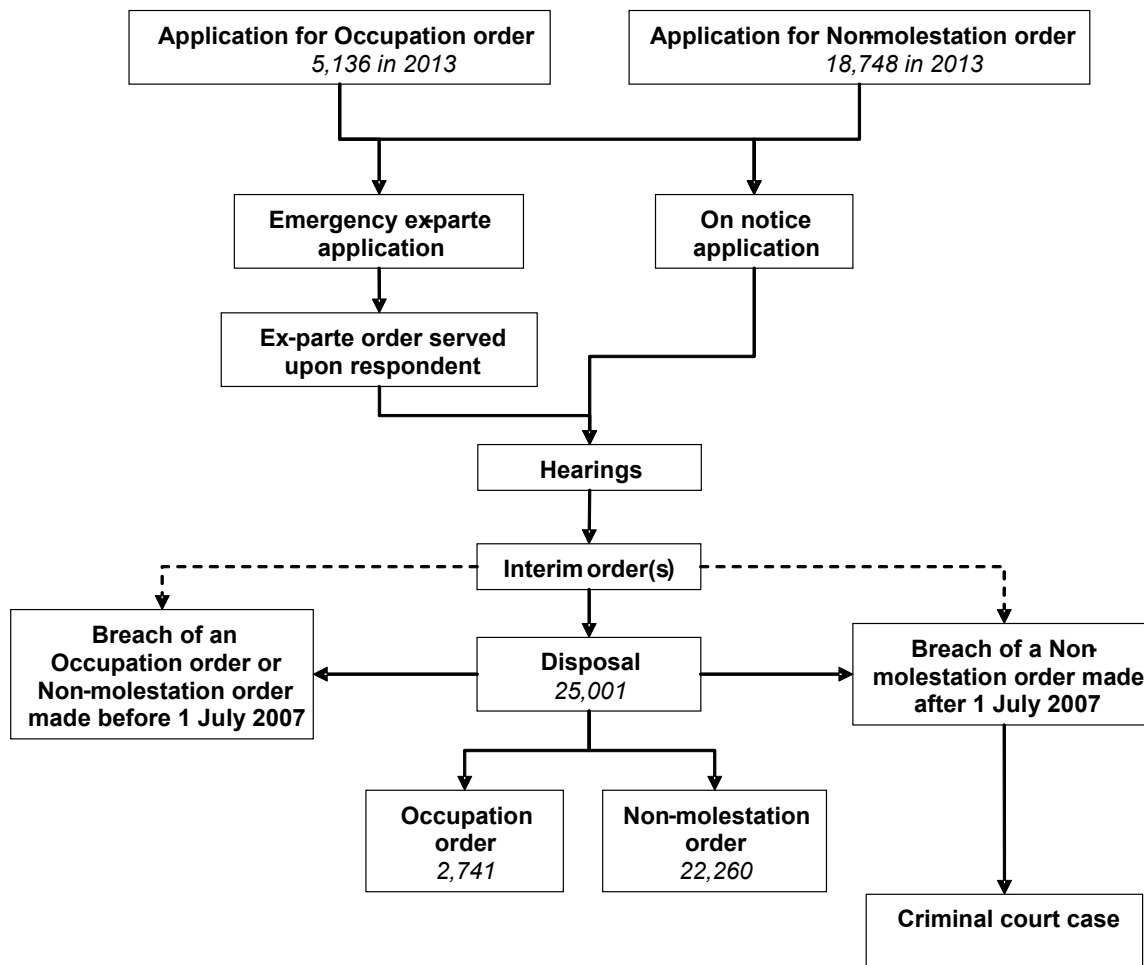 Application for Occupation order
5,136 in 2013
Application for Non-molestation order
18,748 in 2013
Emergency ex-parte
application
On notice
application
Ex-parte order served
upon respondent
Hearings
Interim order(s)
Breach of an
Occupation order or
Non-molestation order
made before 1 July 2007
Disposal
25,001
Breach of a Non-
molestation order made
after 1 July 2007
Occupation
order
2,741
Non-molestation
order
22,260
Criminal court case